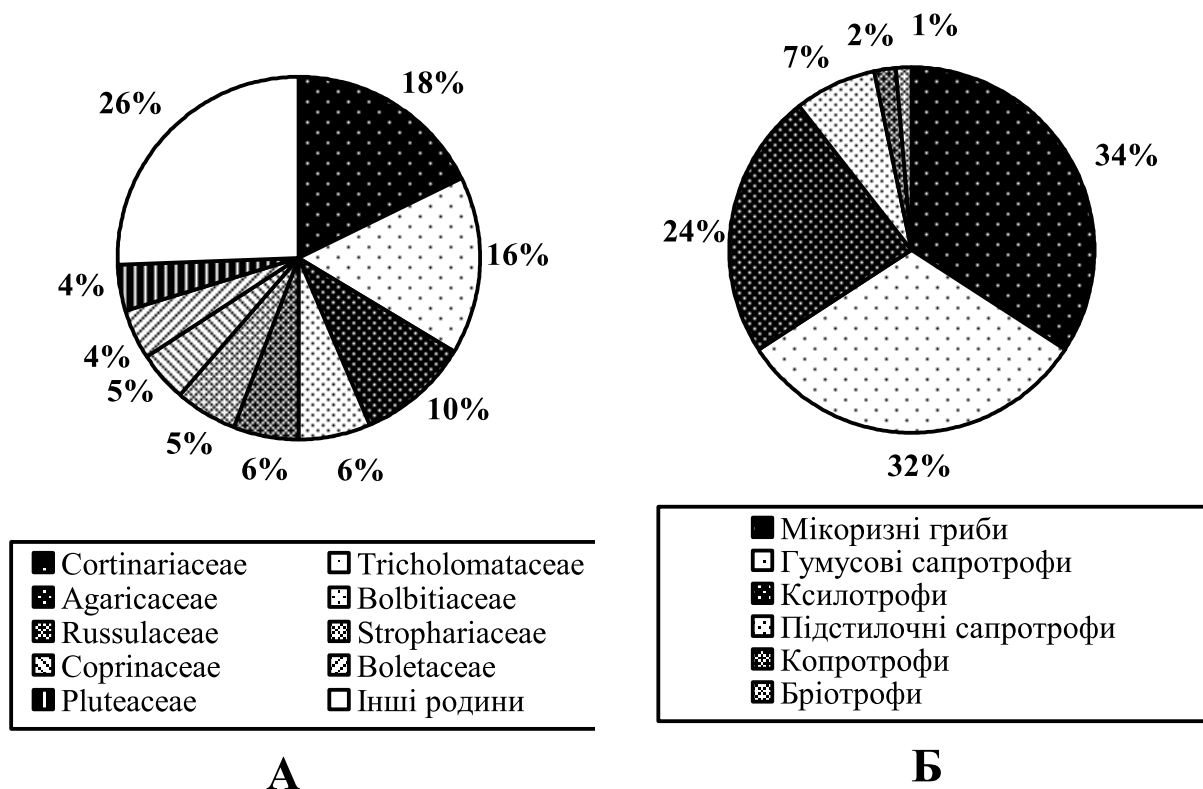 26%
18%
16%
10%
6%
6%
5%
5%
4%
4%
Cortinariaceae
Tricholomataceae
Agaricaceae
Bolbitiaceae
Russulaceae
Strophariaceae
Coprinaceae
Boletaceae
Pluteaceae
Інші родини
А
1%
2%
7%
34%
24%
32%
Мікоризні гриби
Гумусові сапротрофи
Ксилотрофи
Підстилочні сапротрофи
Копротрофи
Бріотрофи
Б